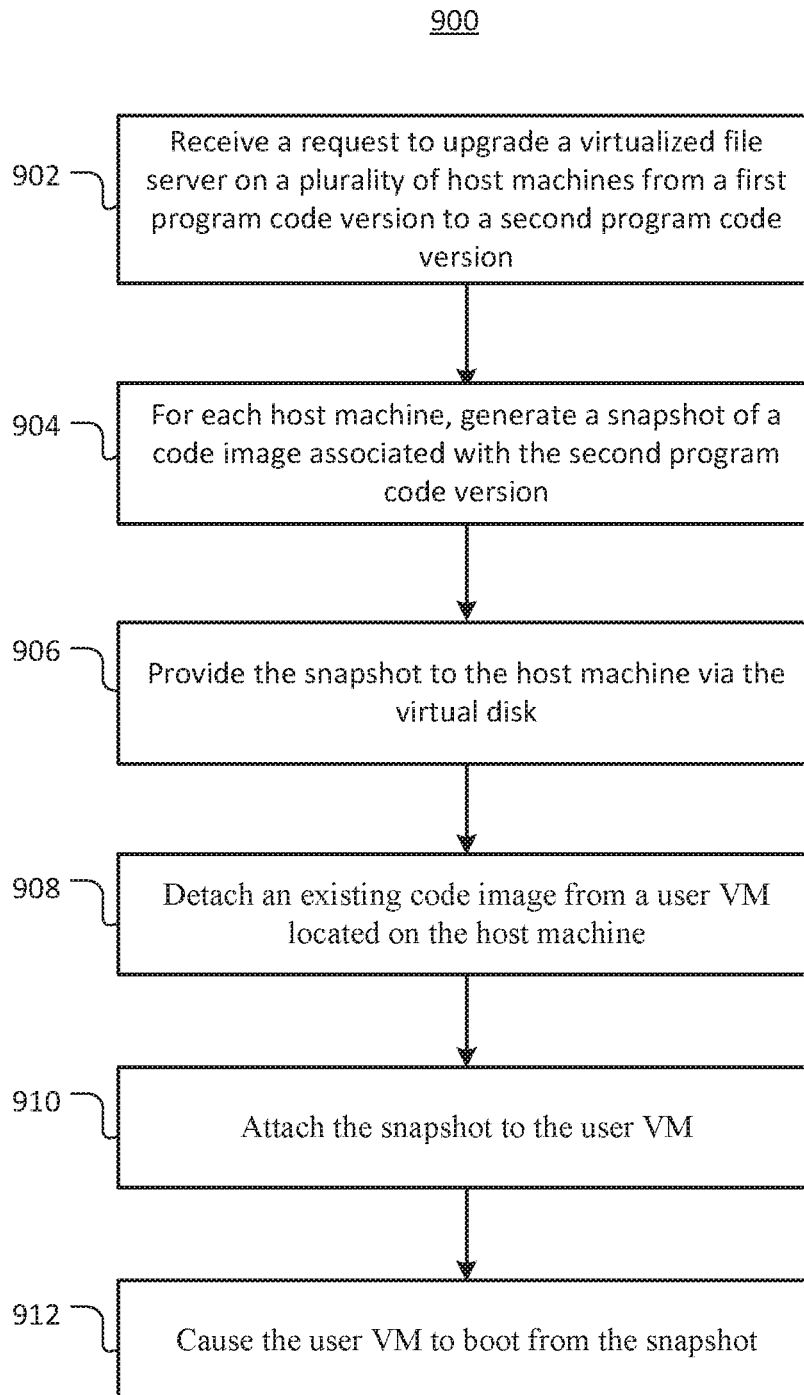 900
902
Receive a request to upgrade a virtualized file
server on a plurality of host machines from a first
program code version to a second program code
version
904
For each host machine, generate a snapshot of a
code image associated with the second program
code version
906
Provide the snapshot to the host machine via the
virtual disk
908
Detach an existing code image from a user VM
located on the host machine
910
Attach the snapshot to the user VM
912
Cause the user VM to boot from the snapshot